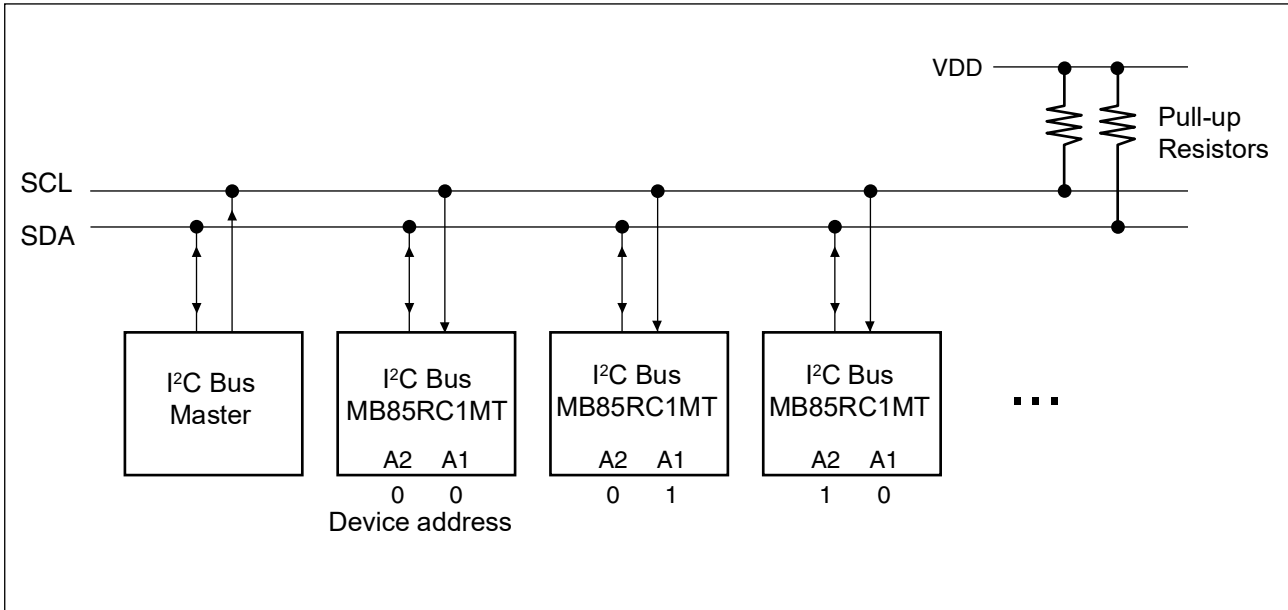 VDD
Pull-up
Resistors
SCL
SDA
I²C Bus
Master
I²C Bus
MB85RC1MT
A2 A1
0 0
Device address
I²C Bus
MB85RC1MT
A2 A1
0 1
I²C Bus
MB85RC1MT
A2 A1
1 0
...